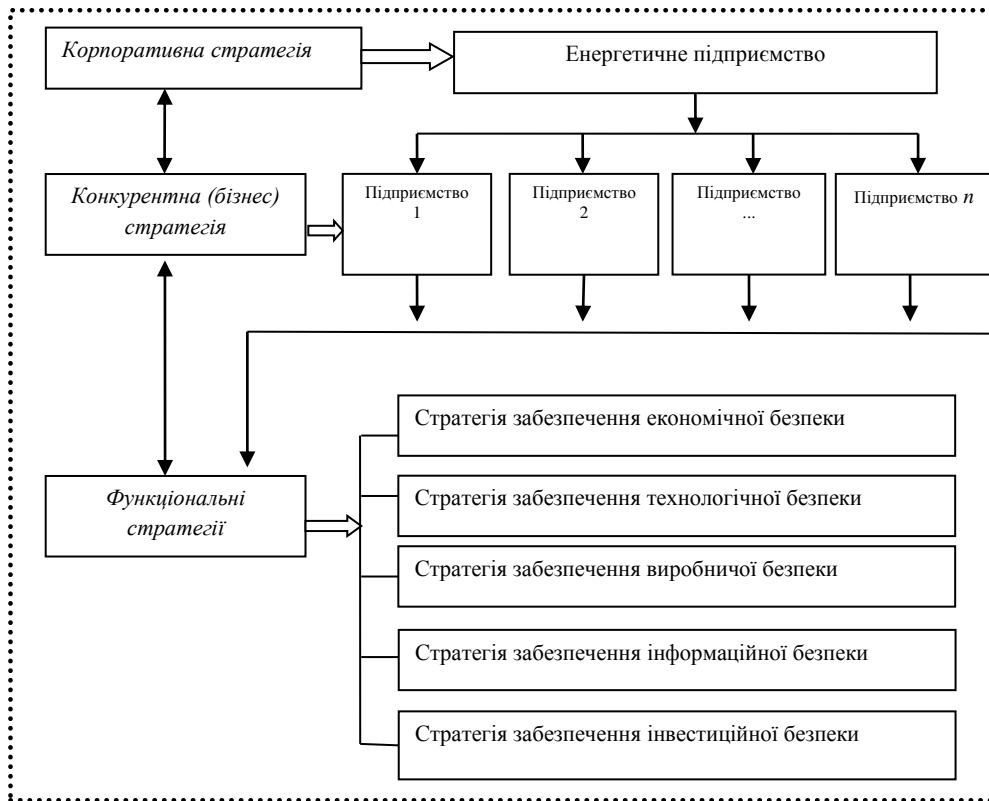 Корпоративна стратегія
Енергетичне підприємство
Конкурентна (бізнес)
стратегія
Підприємство
1
Підприємство
2
Підприємство
...
Підприємство n
Стратегія забезпечення економічної безпеки
Функціональні
стратегії
Стратегія забезпечення технологічної безпеки
Стратегія забезпечення виробничої безпеки
Стратегія забезпечення інформаційної безпеки
Стратегія забезпечення інвестиційної безпеки